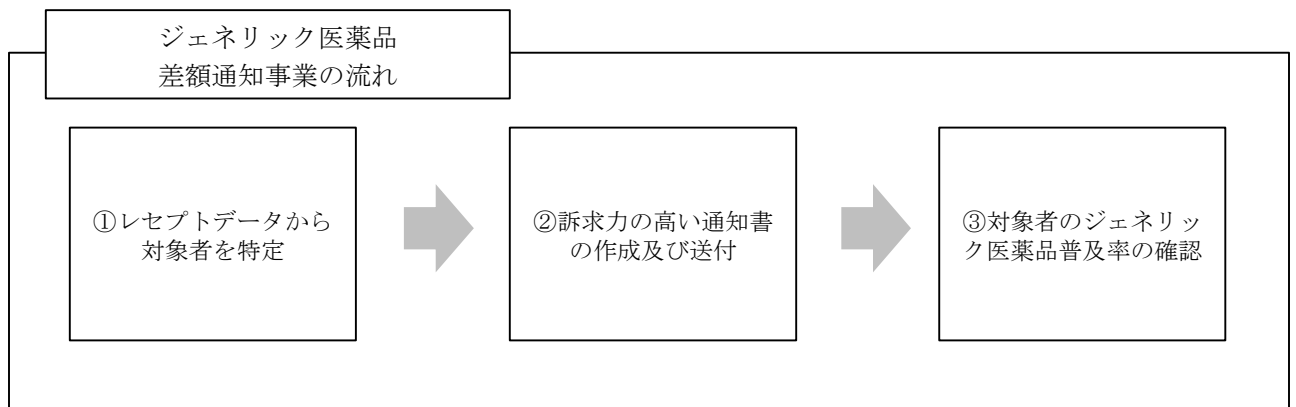 ジェネリック医薬品
差額通知事業の流れ
①レセプトデータから
対象者を特定
②訴求力の高い通知書
の作成及び送付
③対象者のジェネリッ
ク医薬品普及率の確認